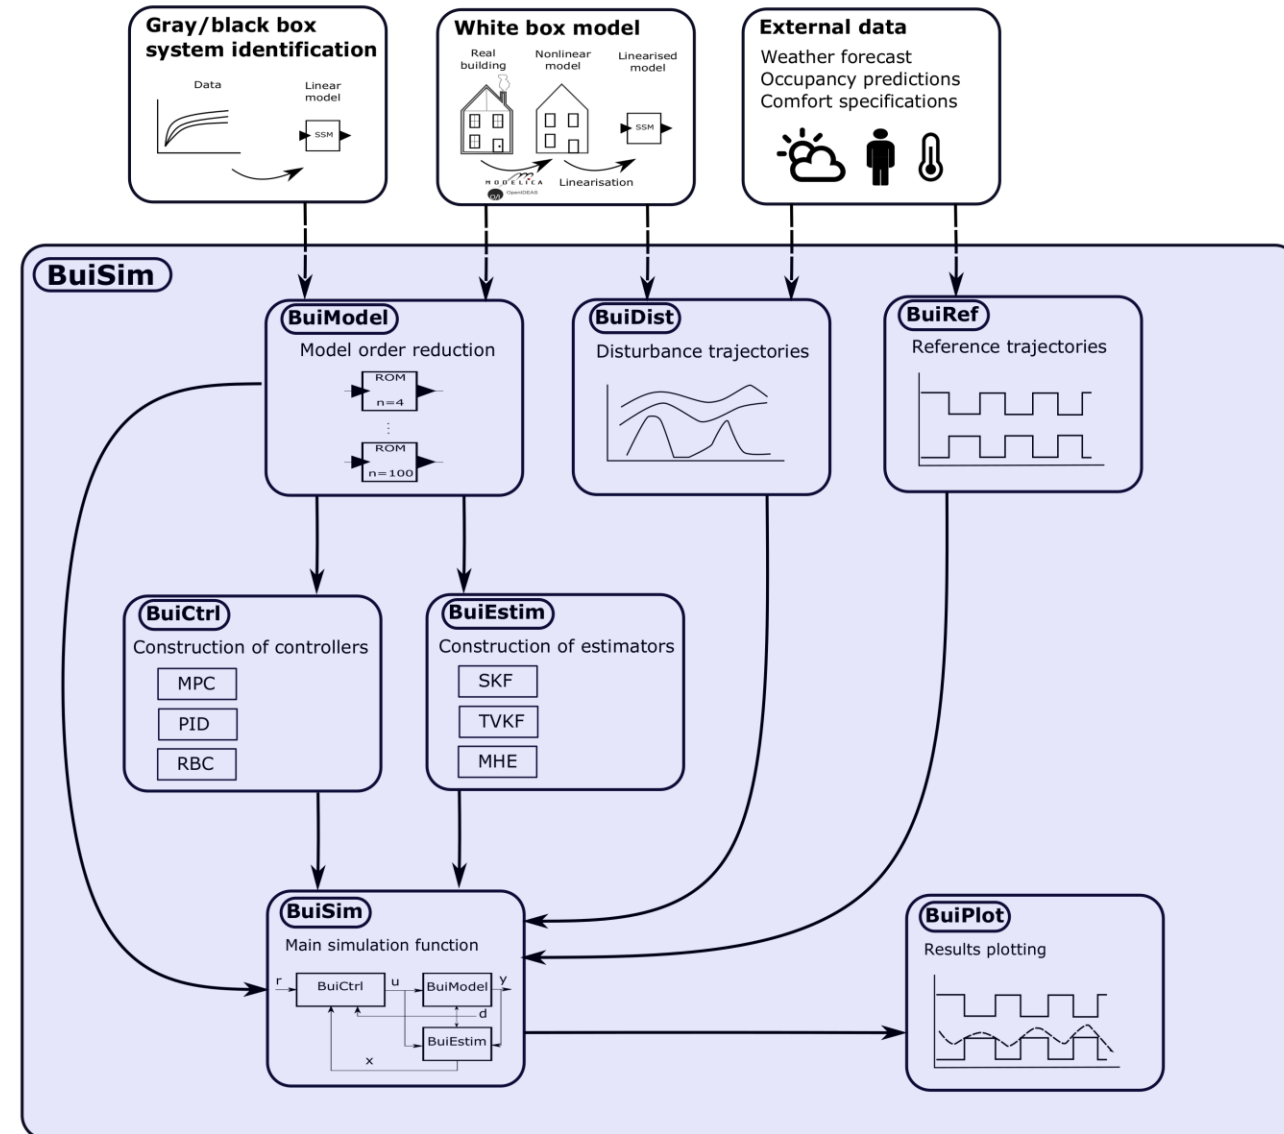 Gray/black box
system identification
Data
Linear
model
SSM
White box model
Real
building
Nonlinear
model
Linearised
model
SSM
MODELICA
OpenIDEAS
Linearisation
External data
Weather forecast
Occupancy predictions
Comfort specifications
BuiSim
BuiModel
Model order reduction
ROM
n=4
ROM
n=100
BuiDist
Disturbance trajectories
BuiRef
Reference trajectories
BuiCtrl
Construction of controllers
MPC
PID
RBC
BuiEstim
Construction of estimators
SKF
TVKF
MHE
BuiSim
Main simulation function
r
BuiCtrl
u
BuiModel
y
d
BuiEstim
x
BuiPlot
Results plotting